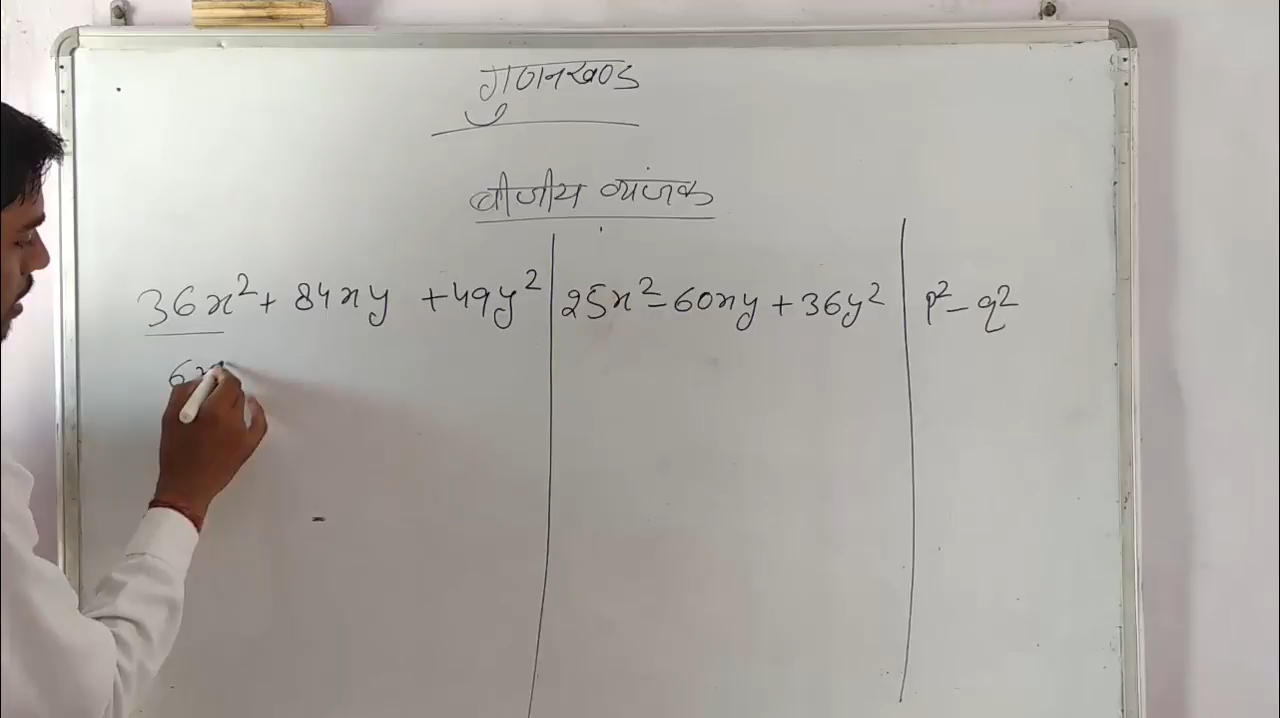 गुणनखण्ड
बीजीय व्यंजक
36x² + 84xy + 49y² 25x² - 60xy + 36y² p² - q²
6x